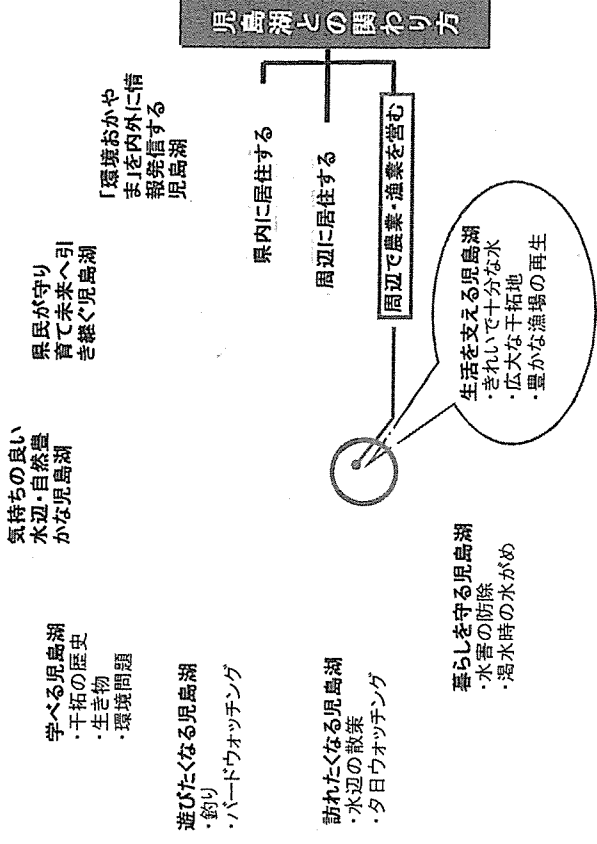 児島湖との関わり方
「環境おかや
ま」を内外に情
報発信する
児島湖
県内に居住する
周辺に居住する
周辺で農業・漁業を営む
県民が守り
育て未来へ引
き継ぐ児島湖
生活を支える児島湖
・きれいで十分な水
・広大な干拓地
・豊かな漁場の再生
気持ちの良い
水辺・自然豊
かな児島湖
暮らしを守る児島湖
・水害の防除
・渇水時の水がめ
学べる児島湖
・干拓の歴史
・生き物
・環境問題
遊びたくなる児島湖
・釣り
・バードウォッチング
訪れたくなる児島湖
・水辺の散策
・夕日ウォッチング